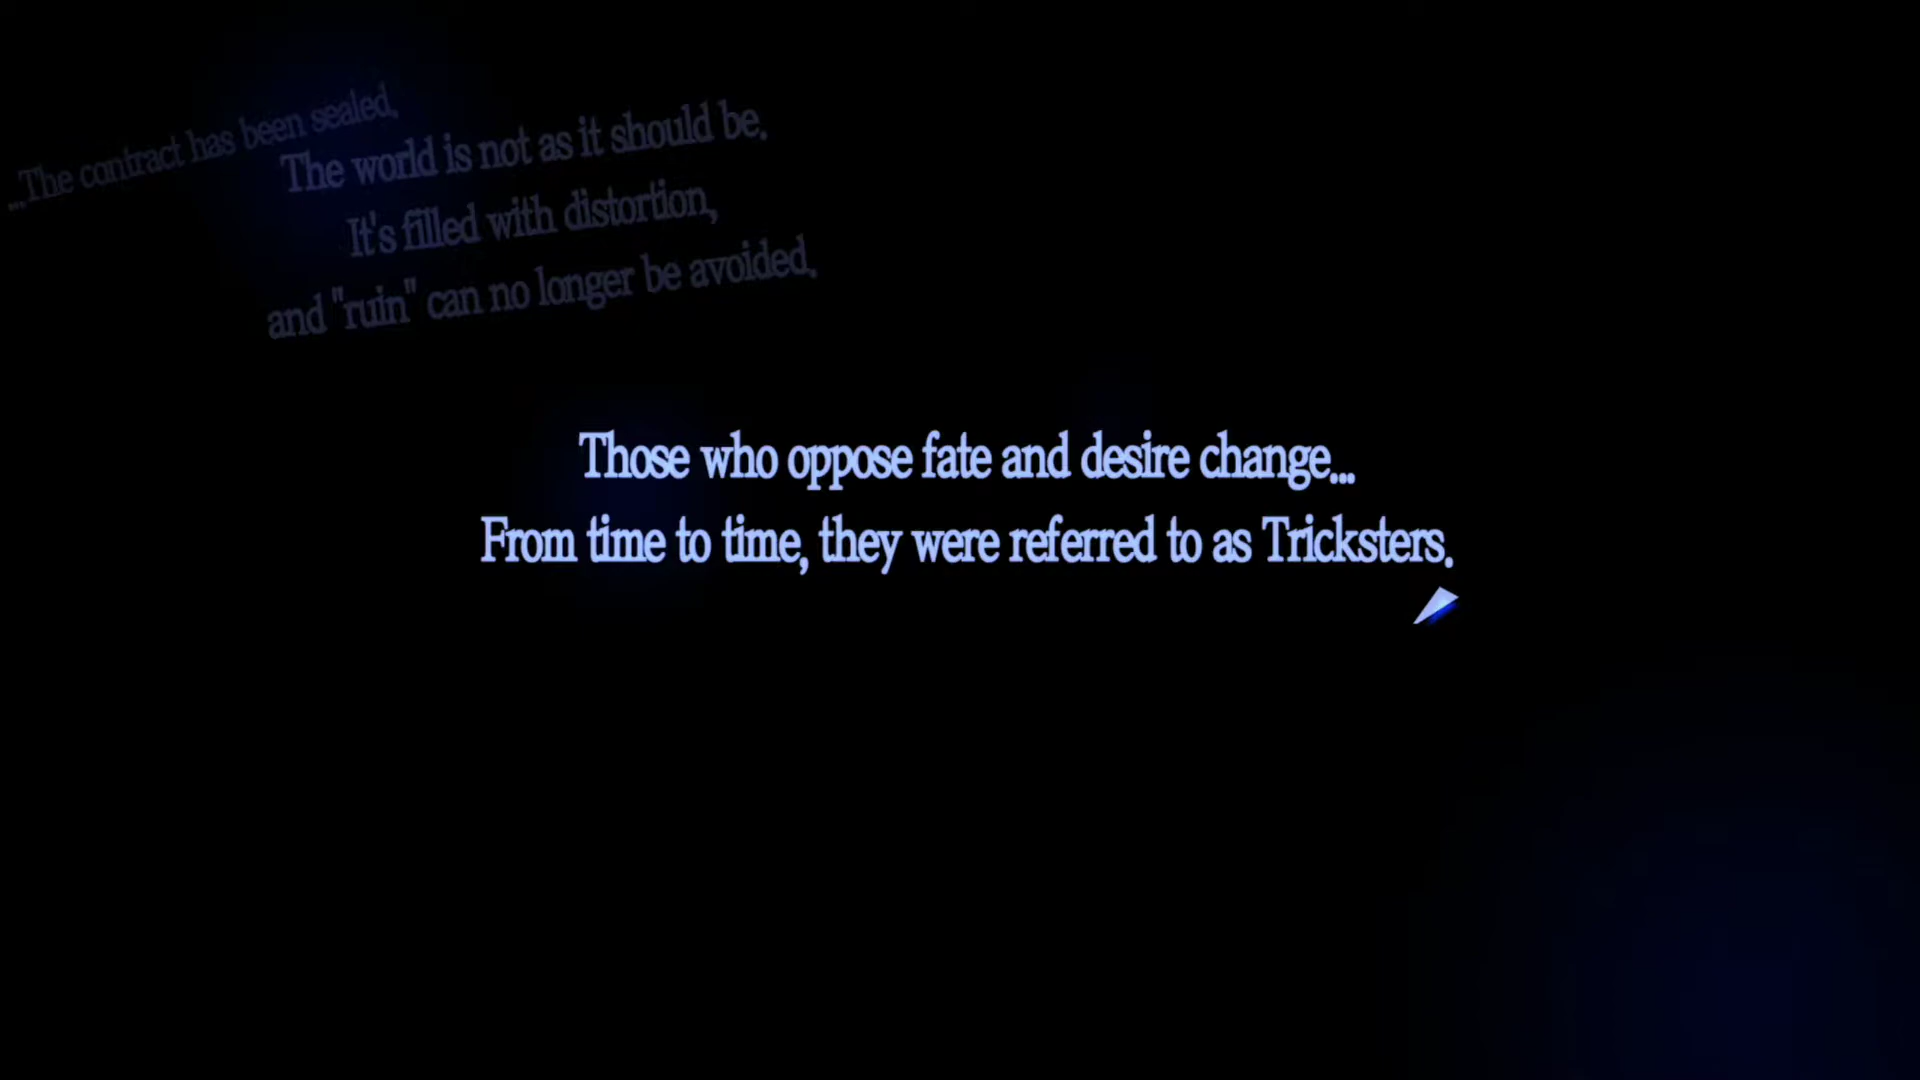 ...The contract has been sealed.
The world is not as it should be.
It's filled with distortion,
and "ruin" can no longer be avoided.
Those who oppose fate and desire change...
From time to time, they were referred to as Tricksters.